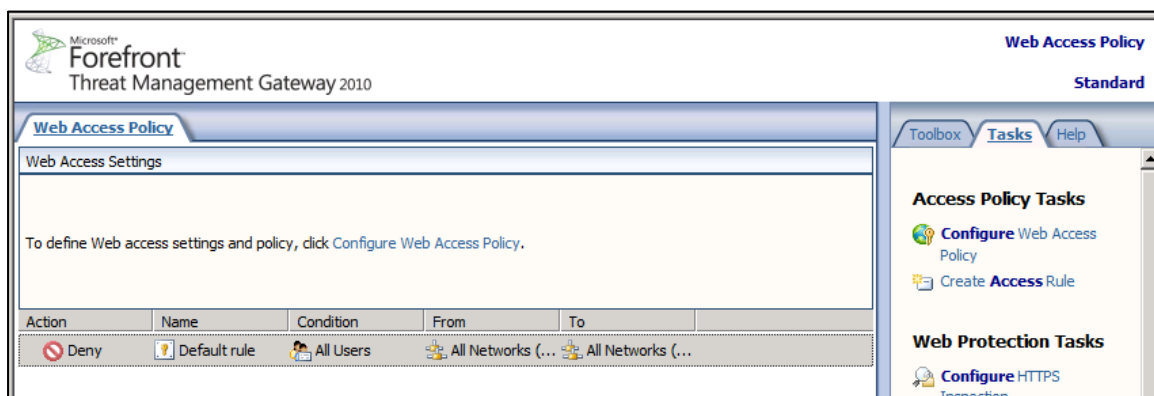 Microsoft®
Forefront™
Threat Management Gateway 2010
Web Access Policy
Standard
Web Access Policy
Web Access Settings
To define Web access settings and policy, click Configure Web Access Policy.
Action Name Condition From To
Deny Default rule All Users All Networks (... All Networks (...
Toolbox Tasks Help
Access Policy Tasks
Configure Web Access
Policy
Create Access Rule
Web Protection Tasks
Configure HTTPS
Inspection